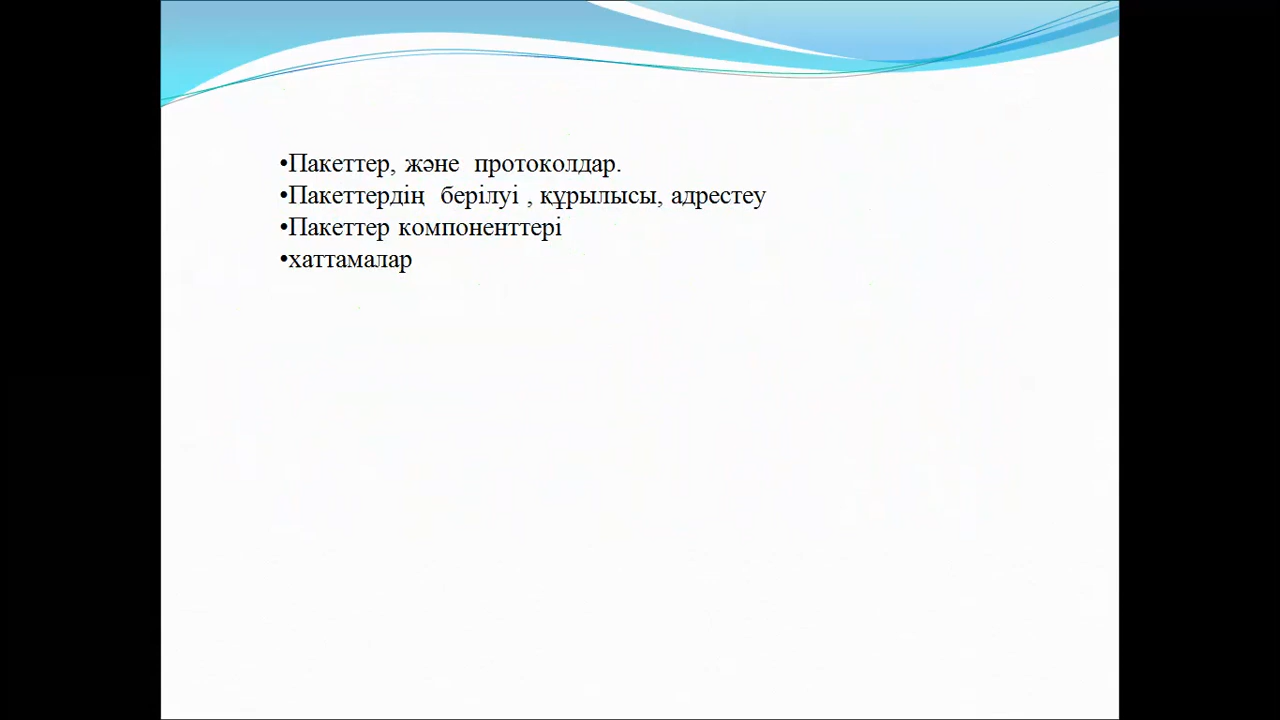 •Пакеттер, және протоколдар.
•Пакеттердің берілуі , құрылысы, адрестеу
•Пакеттер компоненттері
•хаттамалар